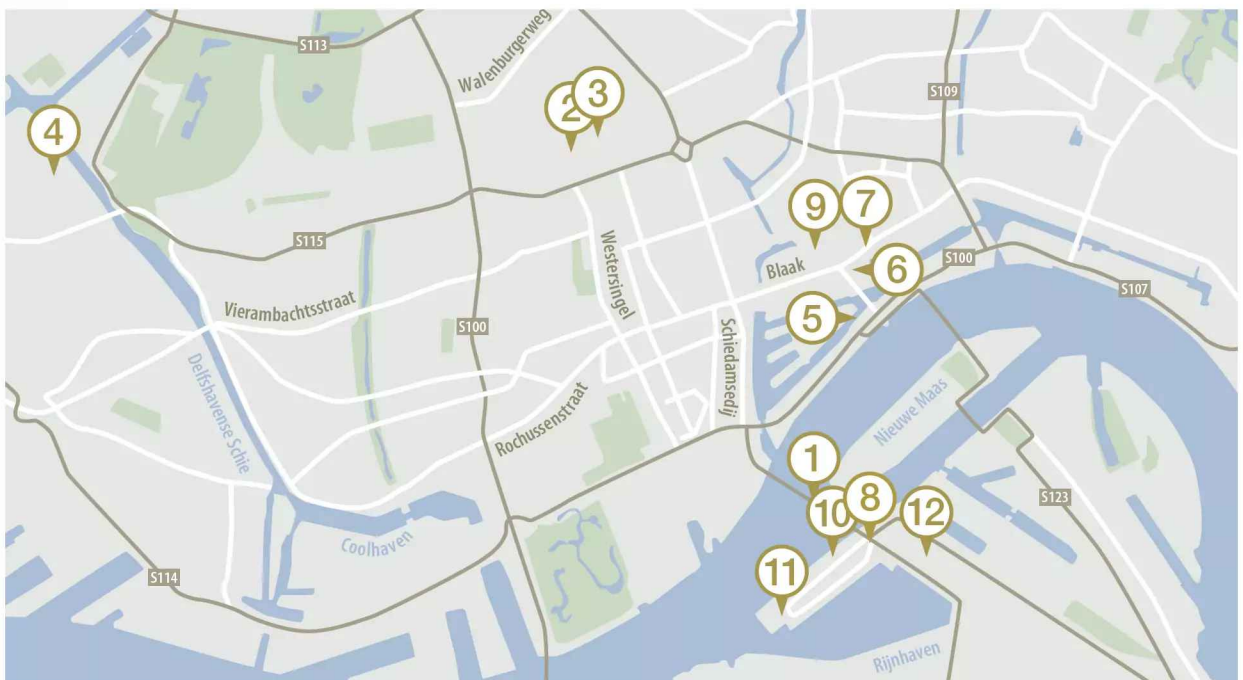 S113
Walenburgerweg
3
2
S109
4
9
7
S115
Westersingel
Blaak
6
S100
S107
Vierambachtsstraat
S100
5
Schiedamsedij
Delfshavense Schie
Rochussenstraat
Nieuwe Maas
1
8
10
12
S123
Coolhaven
11
S114
Rijnhaven